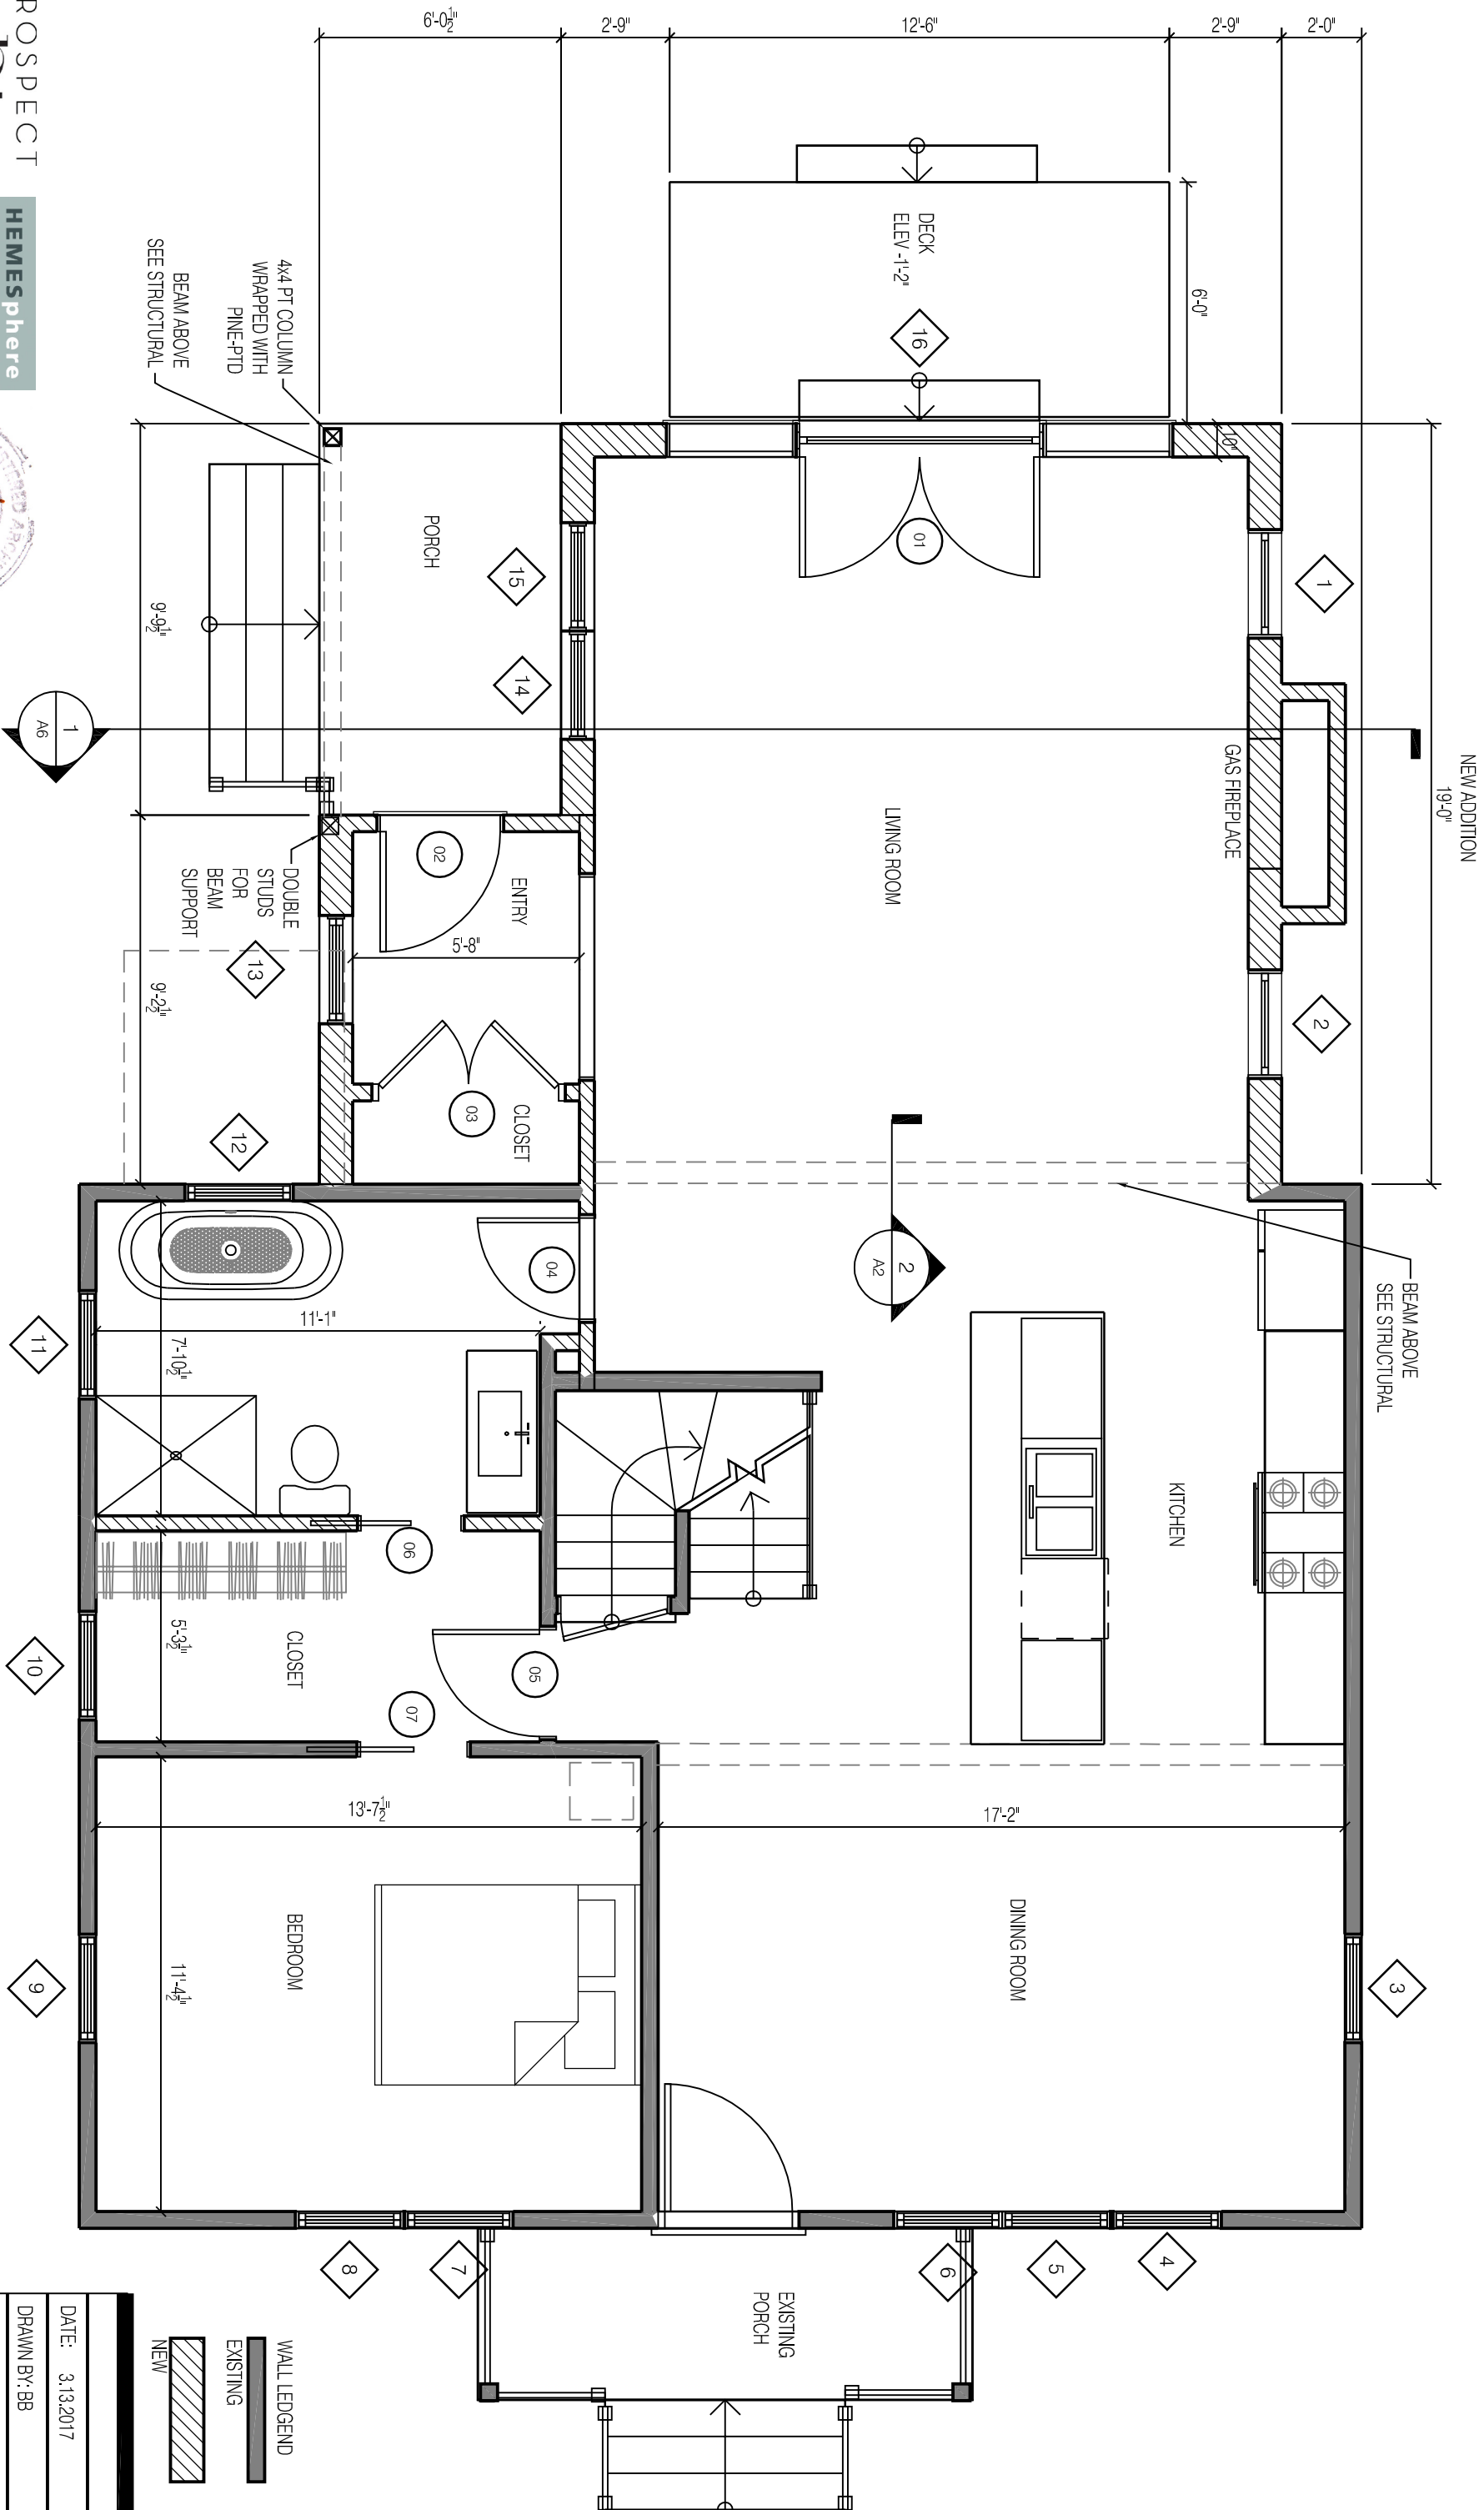 NEW ADDITION
19'-0"
2'-0"
2'-9"
12'-6"
2'-9"
6'-0½"
1
2
3
GAS FIREPLACE
10"
6'-0"
DECK
ELEV -1'-2"
16
01
LIVING ROOM
BEAM ABOVE
SEE STRUCTURAL
KITCHEN
2
A2
17'-2"
DINING ROOM
4
5
6
7
8
EXISTING
PORCH
15
14
PORCH
02
ENTRY
5'-8"
03
CLOSET
04
05
06
07
4x4 PT COLUMN
WRAPPED WITH
PINE-PTD
BEAM ABOVE
SEE STRUCTURAL
DOUBLE
STUDS
FOR
BEAM
SUPPORT
13
12
9'-9½"
9'-2½"
1
A6
11'-1"
7'-10½"
5'-3½"
CLOSET
13'-7½"
BEDROOM
11'-4½"
11
10
9
WALL LEDGEND
EXISTING
NEW
DATE: 3.13.2017
DRAWN BY: BB
ROSPECT
HEMESphere